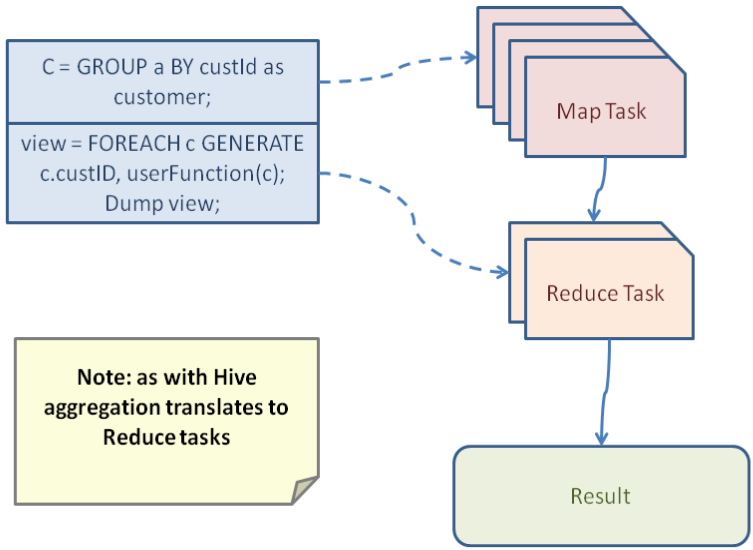 C = GROUP a BY custId as
customer;
view = FOREACH c GENERATE
c.custID, userFunction(c);
Dump view;
Map Task
Reduce Task
Note: as with Hive
aggregation translates to
Reduce tasks
Result